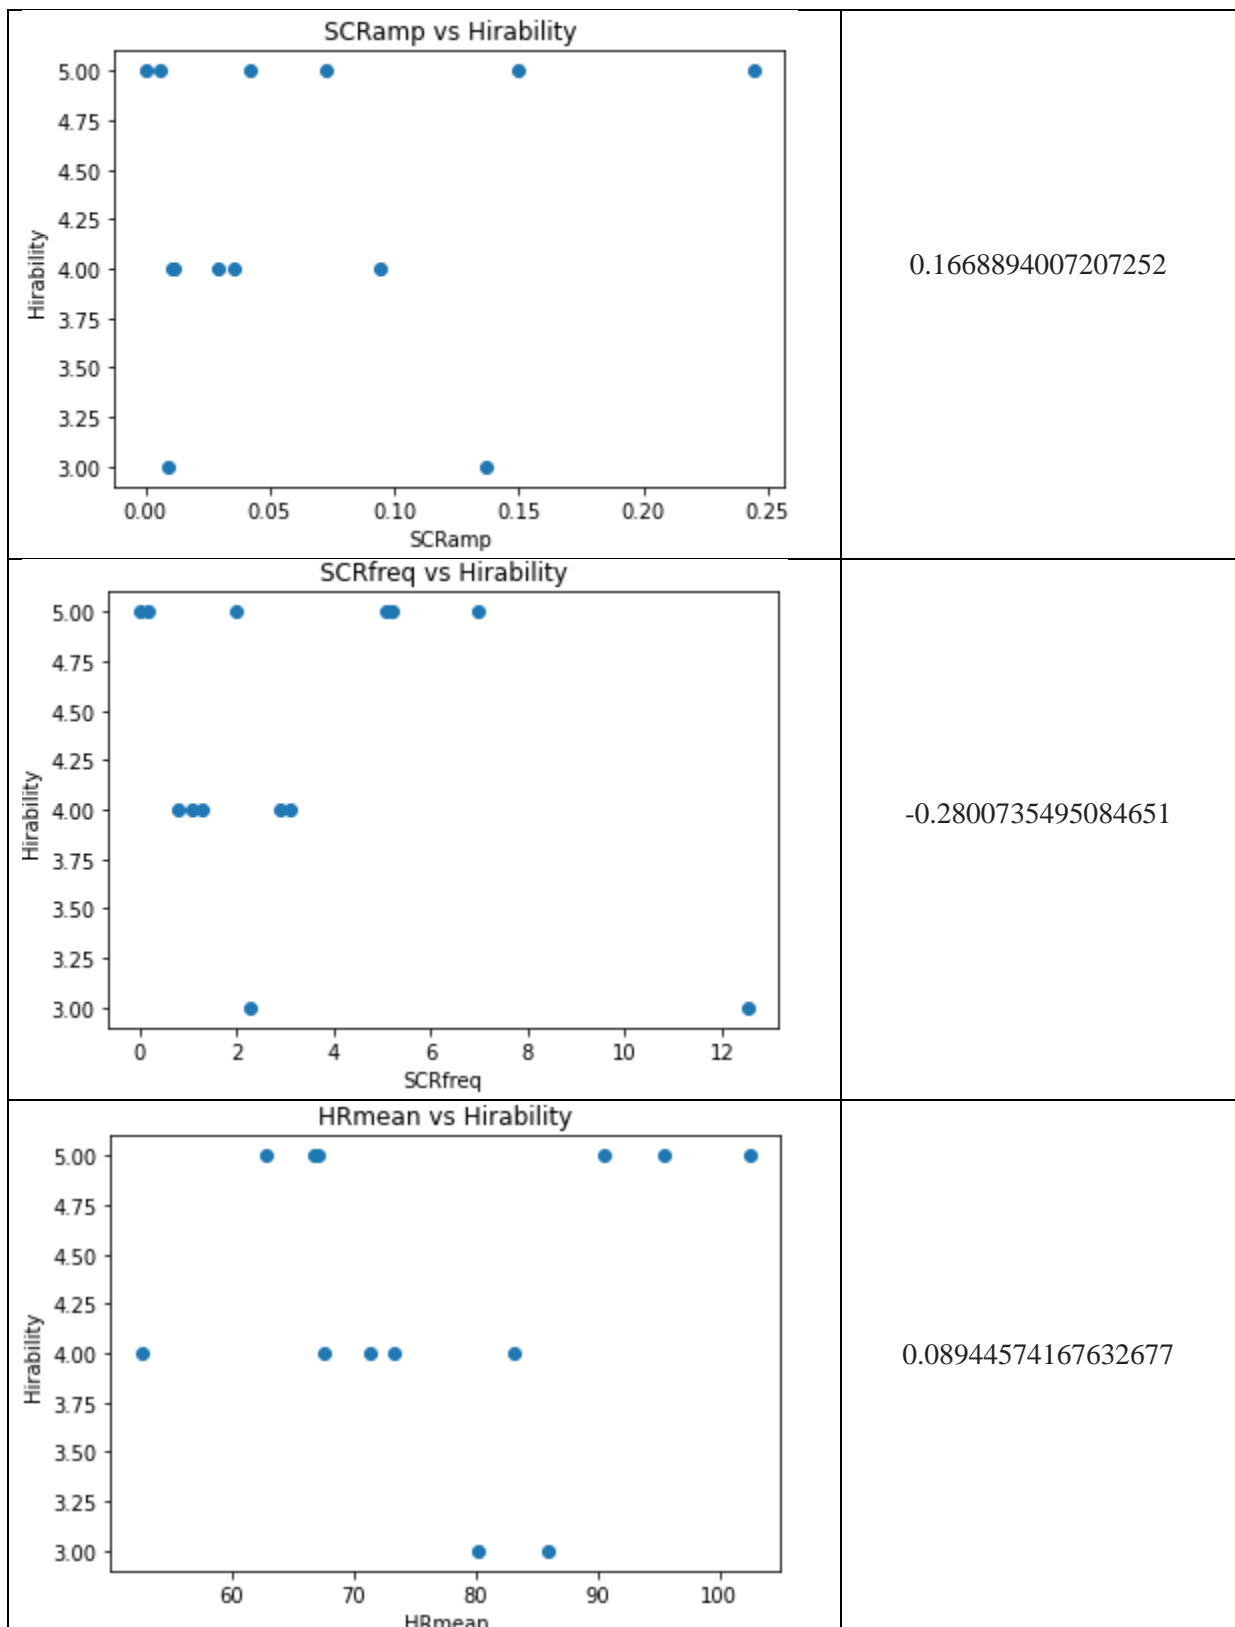 SCRamp vs Hirability
5.00
4.75
4.50
4.25
4.00
3.75
3.50
3.25
3.00
Hirability
0.00 0.05 0.10 0.15 0.20 0.25
SCRamp
0.1668894007207252
SCRfreq vs Hirability
5.00
4.75
4.50
4.25
4.00
3.75
3.50
3.25
3.00
Hirability
0 2 4 6 8 10 12
SCRfreq
-0.2800735495084651
HRmean vs Hirability
5.00
4.75
4.50
4.25
4.00
3.75
3.50
3.25
3.00
Hirability
60 70 80 90 100
HRmean
0.08944574167632677